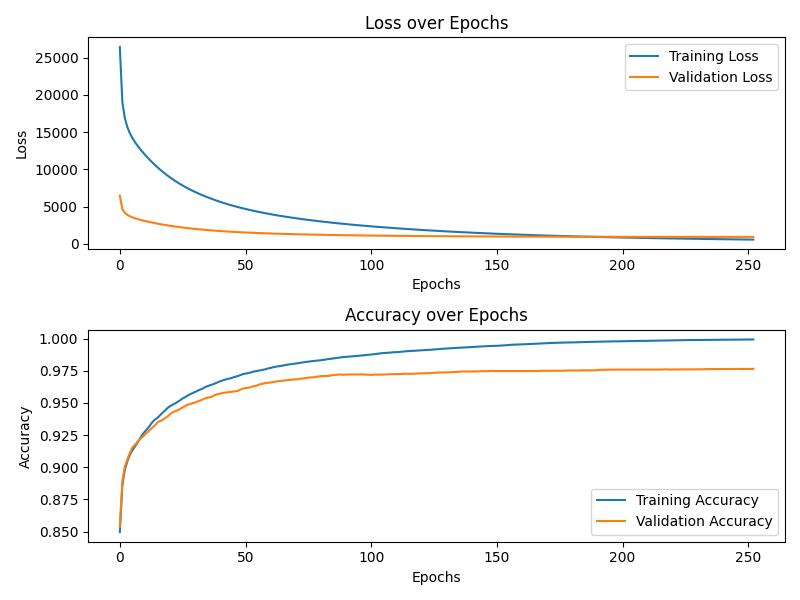 Loss over Epochs
25000
20000
15000
10000
5000
0
Loss
Training Loss
Validation Loss
0 50 100 150 200 250
Epochs
Accuracy over Epochs
1.000
0.975
0.950
0.925
0.900
0.875
0.850
Accuracy
Training Accuracy
Validation Accuracy
0 50 100 150 200 250
Epochs